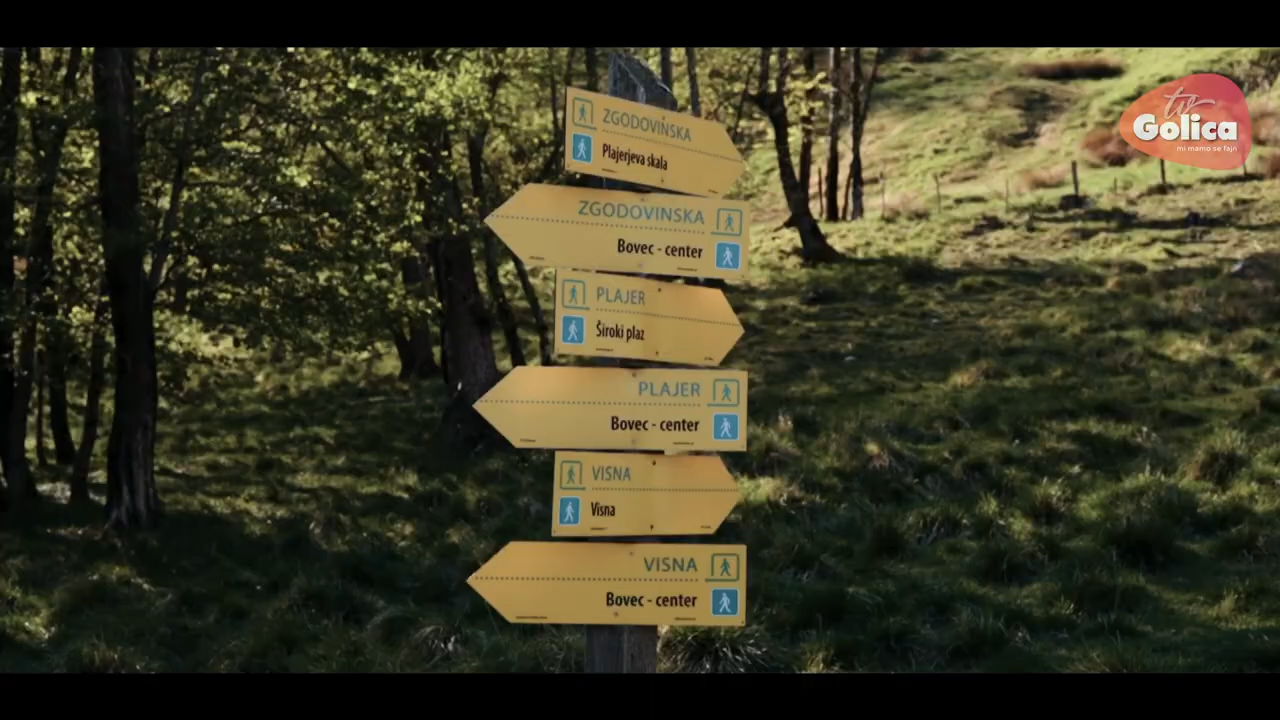 tv
Golica
mi mamo se fajn
ZGODOVINSKA
Plajerjeva skala
ZGODOVINSKA
Bovec - center
PLAJER
Široki plaz
PLAJER
Bovec - center
VISNA
Visna
VISNA
Bovec - center